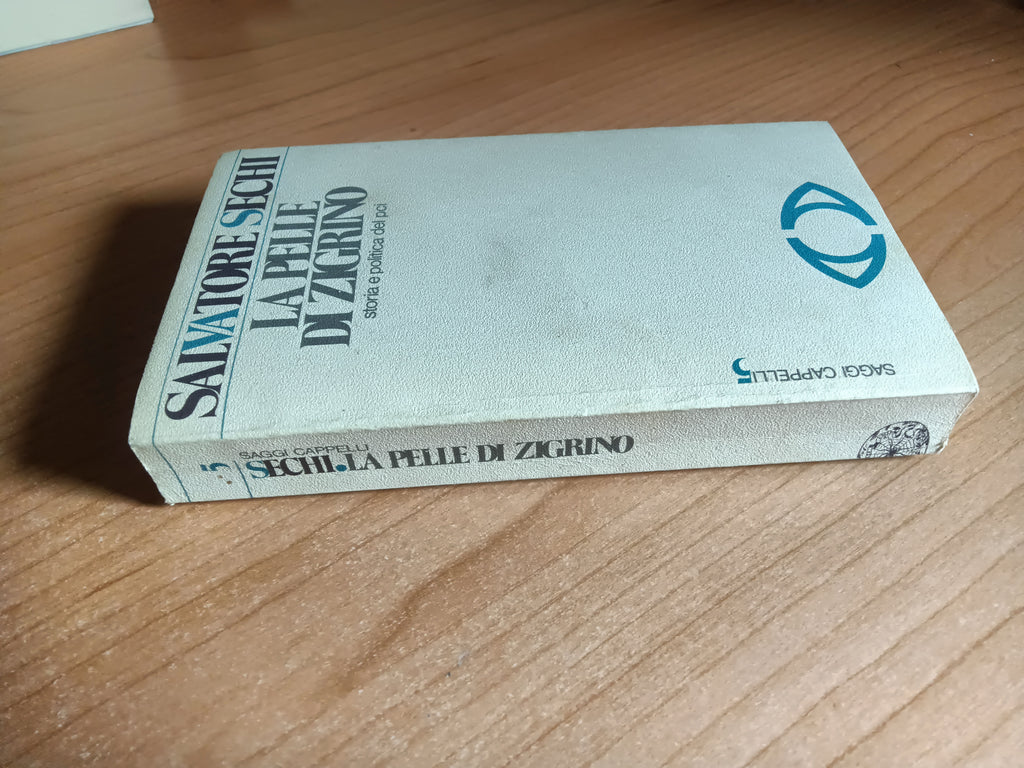 SALVATORE SECHI
LA PELLE
DI ZIGRINO
storia e politica del pci
SAGGI CAPPELLI
5
SAGGI CAPPELLI
5
SECHI•LA PELLE DI ZIGRINO